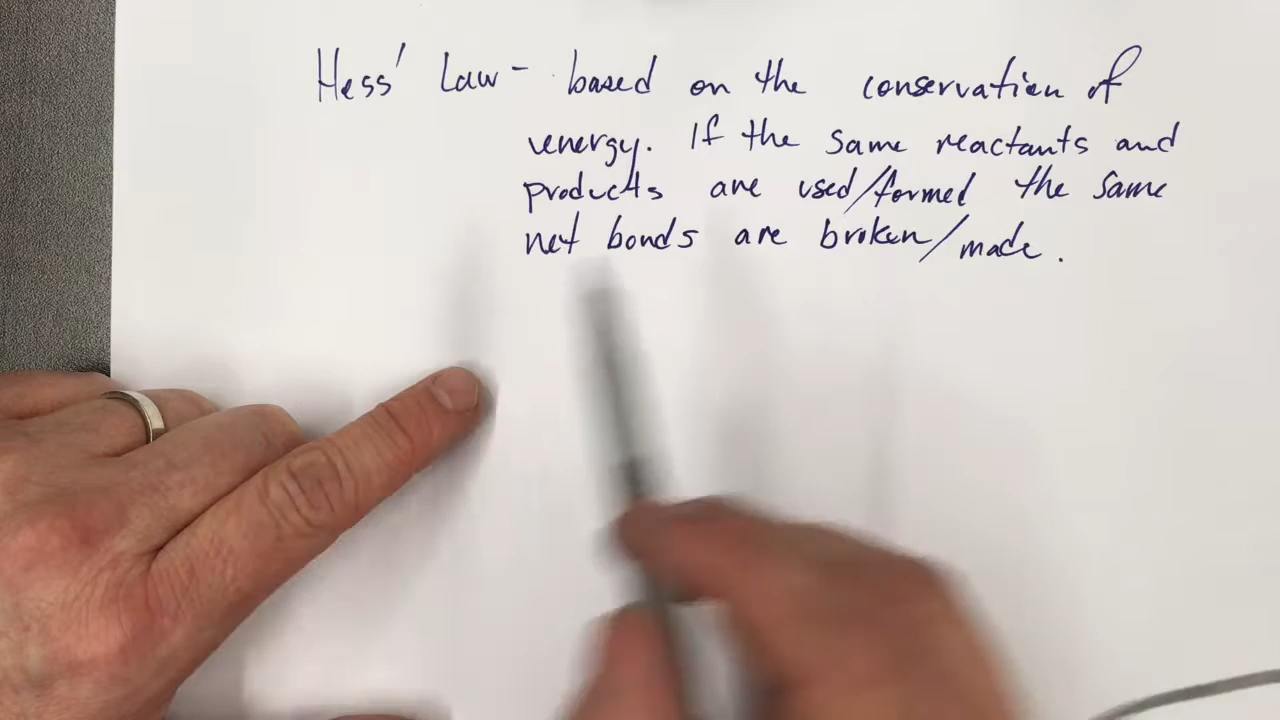 Hess' Law - based on the conservation of
energy. If the same reactants and
products are used/formed the same
net bonds are broken/made.